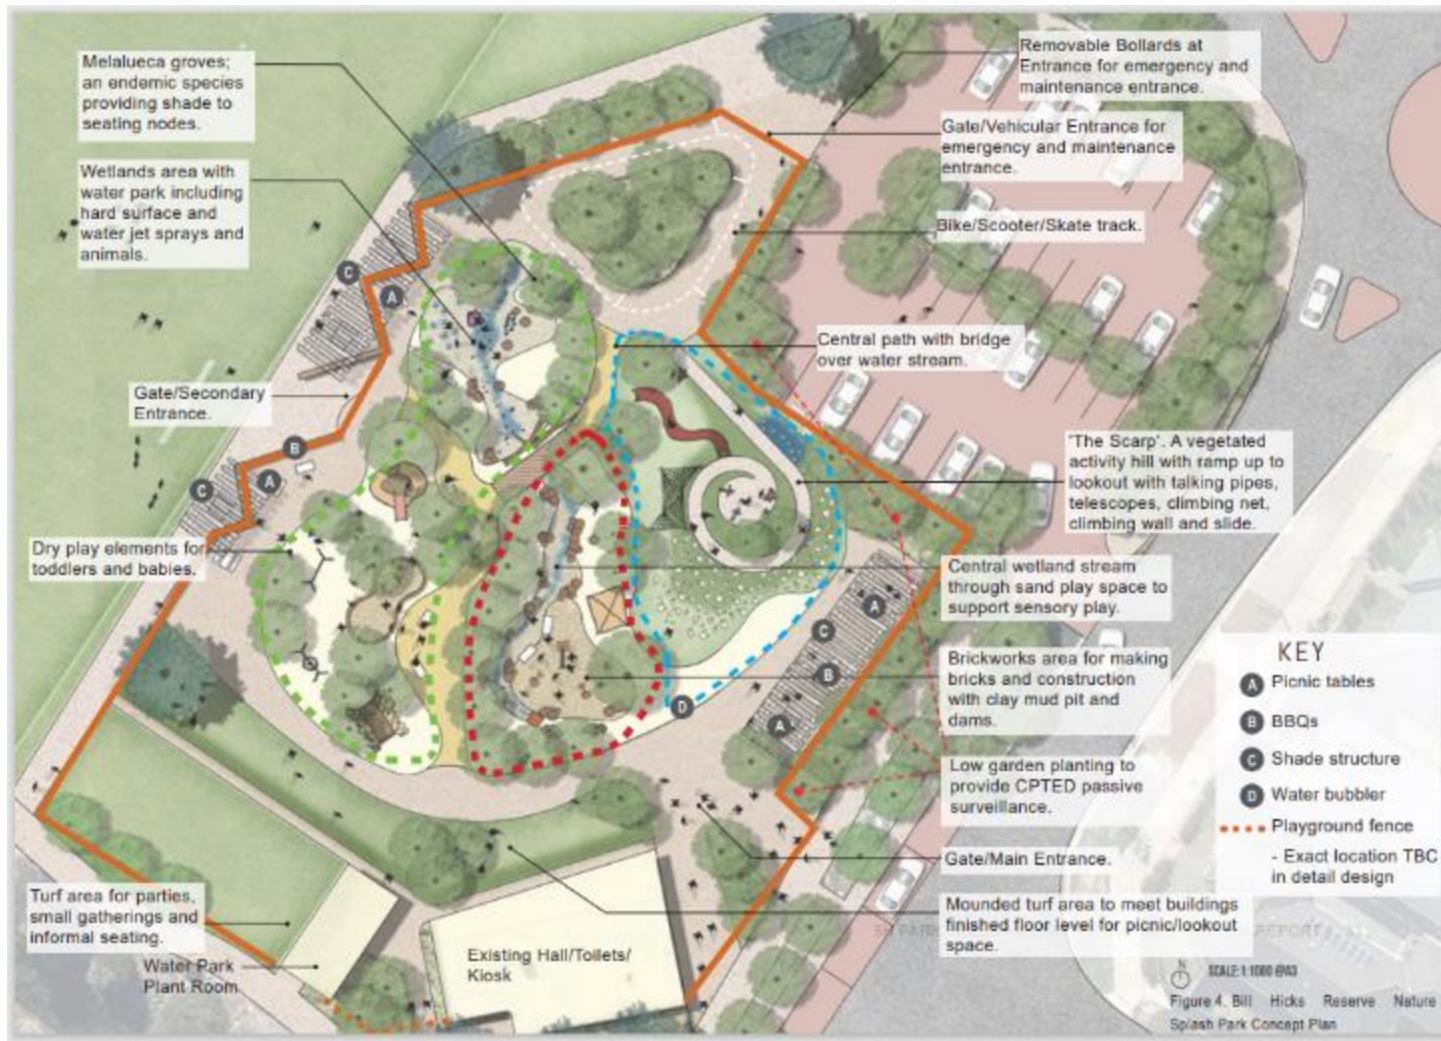 Melalueca groves;
an endemic species
providing shade to
seating nodes.
Wetlands area with
water park including
hard surface and
water jet sprays and
animals.
Gate/Secondary
Entrance.
Dry play elements for
toddlers and babies.
Turf area for parties,
small gatherings and
informal seating.
Water Park
Plant Room
Existing Hall/Toilets/
Kiosk
Removable Bollards at
Entrance for emergency and
maintenance entrance.
Gate/Vehicular Entrance for
emergency and maintenance
entrance.
Bike/Scooter/Skate track.
Central path with bridge
over water stream.
'The Scarp'. A vegetated
activity hill with ramp up to
lookout with talking pipes,
telescopes, climbing net,
climbing wall and slide.
Central wetland stream
through sand play space to
support sensory play.
Brickworks area for making
bricks and construction
with clay mud pit and
dams.
Low garden planting to
provide CPTED passive
surveillance.
Gate/Main Entrance.
Mounded turf area to meet buildings
finished floor level for picnic/lookout
space.
C
A
B
C
A
A
C
B
A
D
KEY
A Picnic tables
B BBQs
C Shade structure
D Water bubbler
Playground fence
- Exact location TBC
in detail design
REPORT
N
SCALE 1:1000 @A3
Figure 4. Bill Hicks Reserve Nature
Splash Park Concept Plan